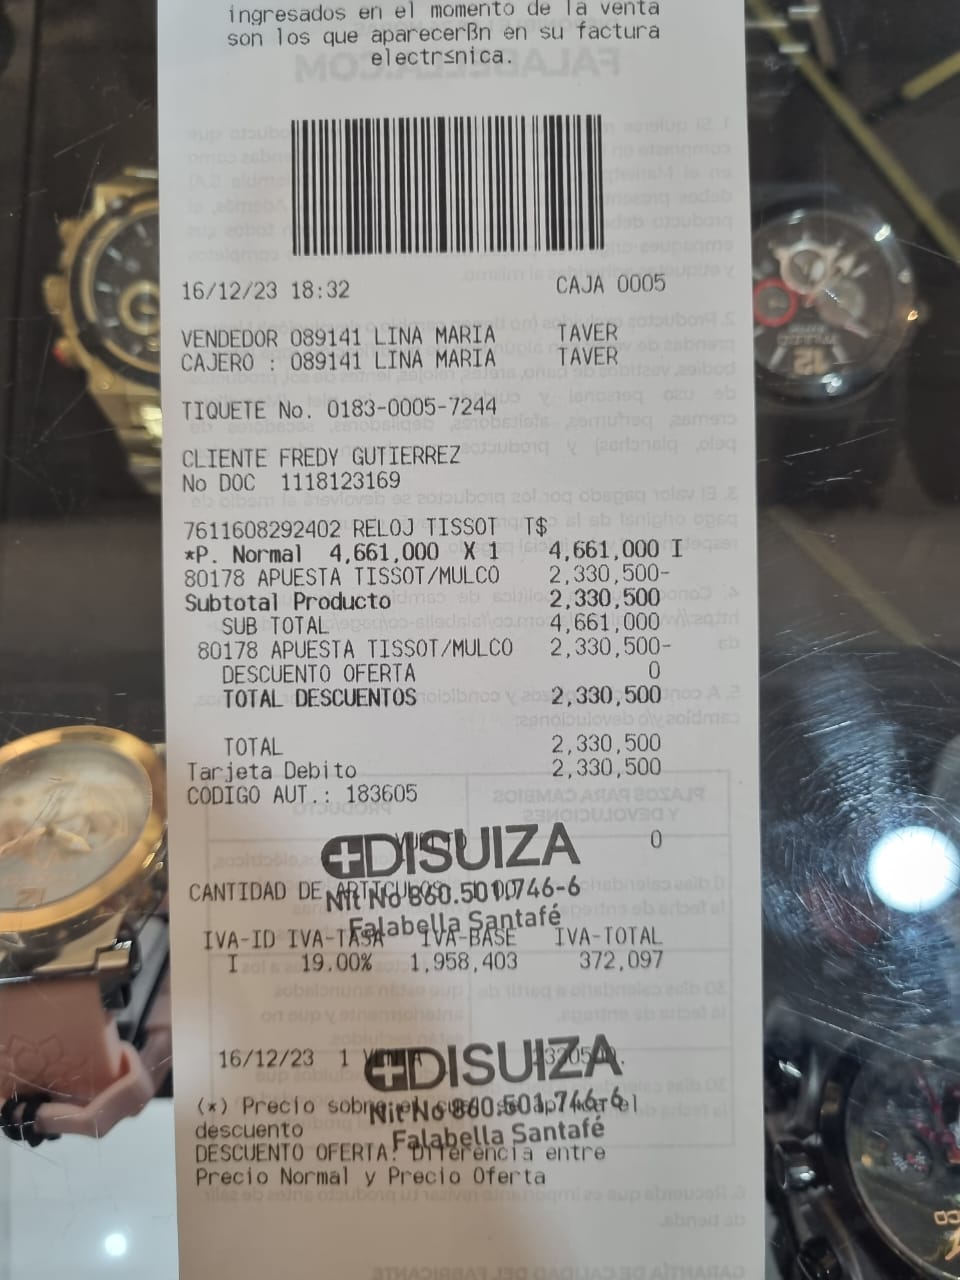 ingresados en el momento de la venta
son los que aparecerßn en su factura
electr≤nica.
16/12/23 18:32 CAJA 0005
VENDEDOR 089141 LINA MARIA TAVER
CAJERO : 089141 LINA MARIA TAVER
TIQUETE No. 0183-0005-7244
CLIENTE FREDY GUTIERREZ
No DOC 1118123169
7611608292402 RELOJ TISSOT T$
*P. Normal 4,661,000 X 1 4,661,000 I
80178 APUESTA TISSOT/MULCO 2,330,500-
Subtotal Producto 2,330,500
SUB TOTAL 4,661,000
80178 APUESTA TISSOT/MULCO 2,330,500-
DESCUENTO OFERTA 0
TOTAL DESCUENTOS 2,330,500
TOTAL 2,330,500
Tarjeta Debito 2,330,500
CODIGO AUT.: 183605
0
DISUIZA
CANTIDAD DE ARTICULOS
Nit No 860.501.746-6
Falabella Santafé
IVA-ID IVA-TASA IVA-BASE IVA-TOTAL
I 19.00% 1,958,403 372,097
16/12/23 1
DISUIZA
(*) Precio sobre el
Nit No 860.501.746-6
descuento
Falabella Santafé
DESCUENTO OFERTA: Diferencia entre
Precio Normal y Precio Oferta